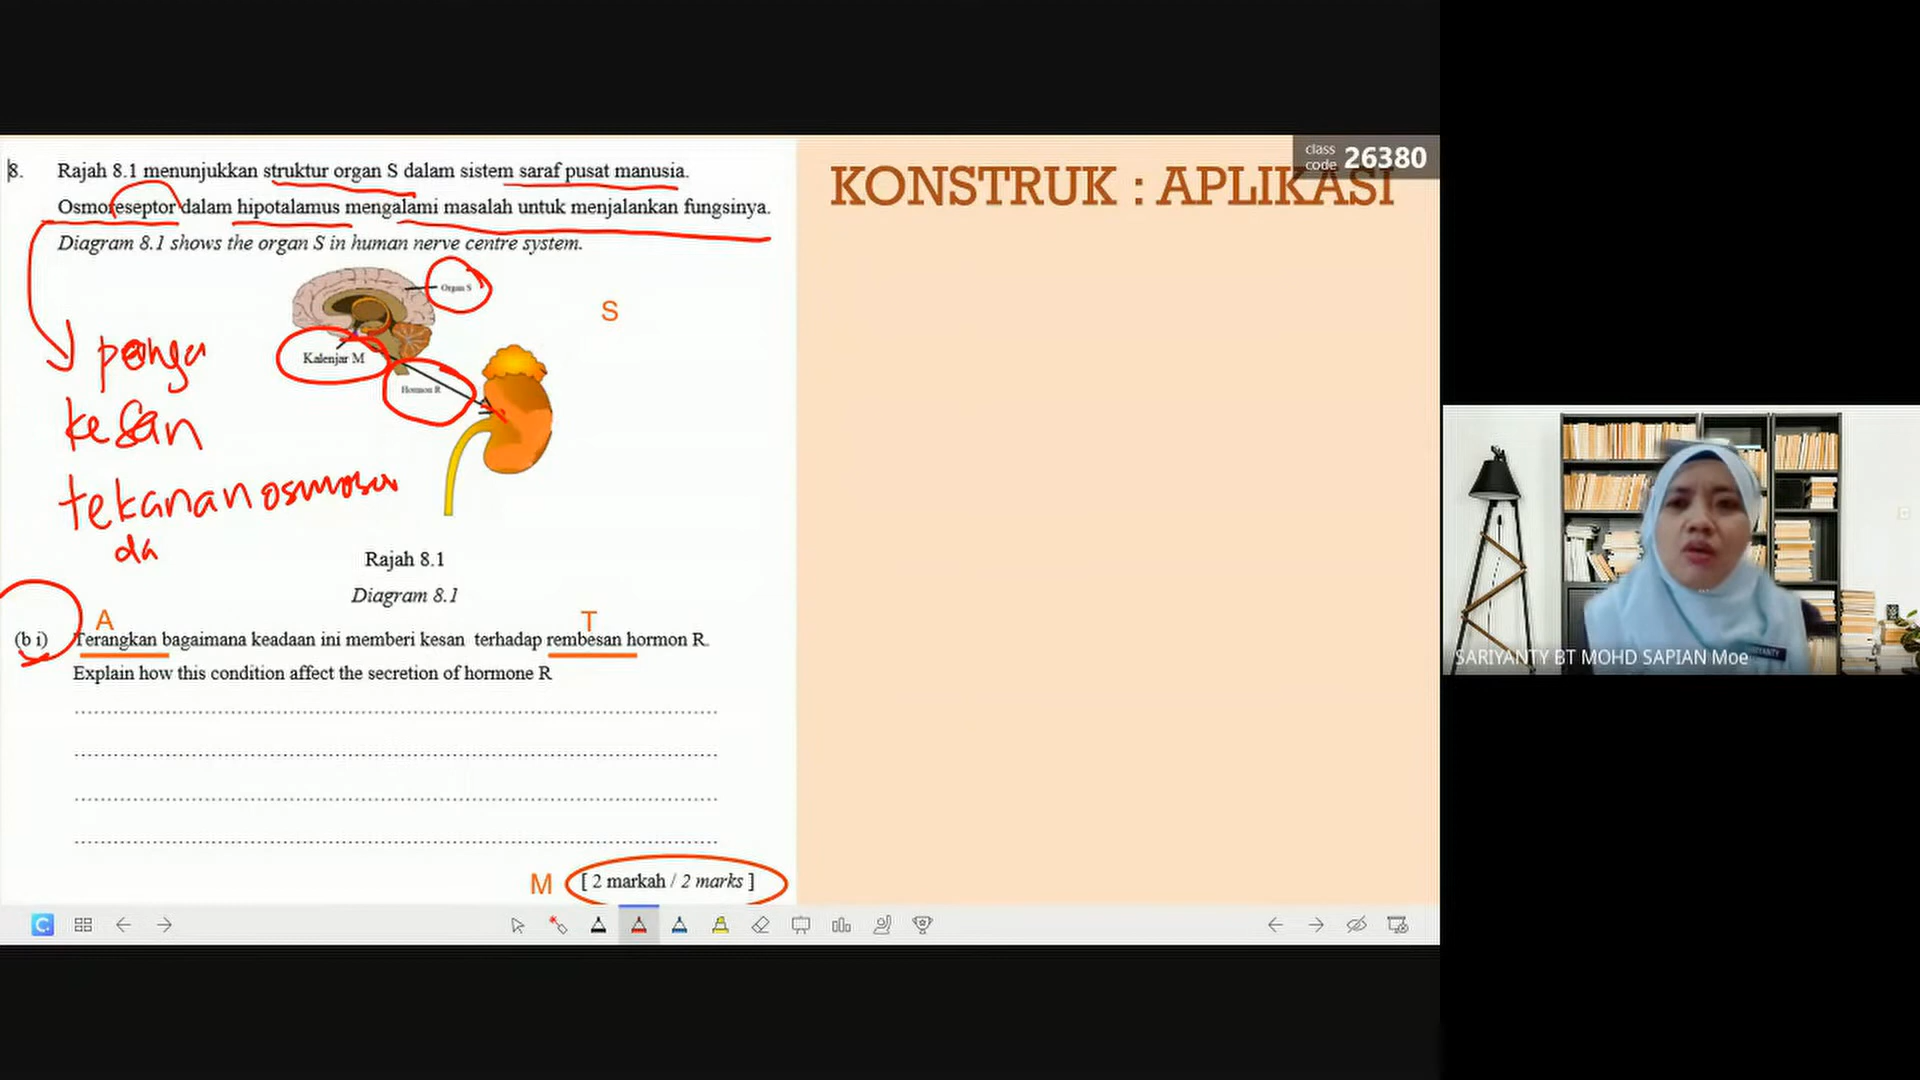 8. Rajah 8.1 menunjukkan struktur organ S dalam sistem saraf pusat manusia.
Osmoreseptor dalam hipotalamus mengalami masalah untuk menjalankan fungsinya.
Diagram 8.1 shows the organ S in human nerve centre system.
Organ S
S
Kalenjar M
Hormon R
kesan
tekanan osmosa
da
Rajah 8.1
Diagram 8.1
A
T
(b i) Terangkan bagaimana keadaan ini memberi kesan terhadap rembesan hormon R.
Explain how this condition affect the secretion of hormone R
M
[ 2 markah / 2 marks ]
KONSTRUK : APLIKASI
class code 26380
SARIYANTY BT MOHD SAPIAN Moe